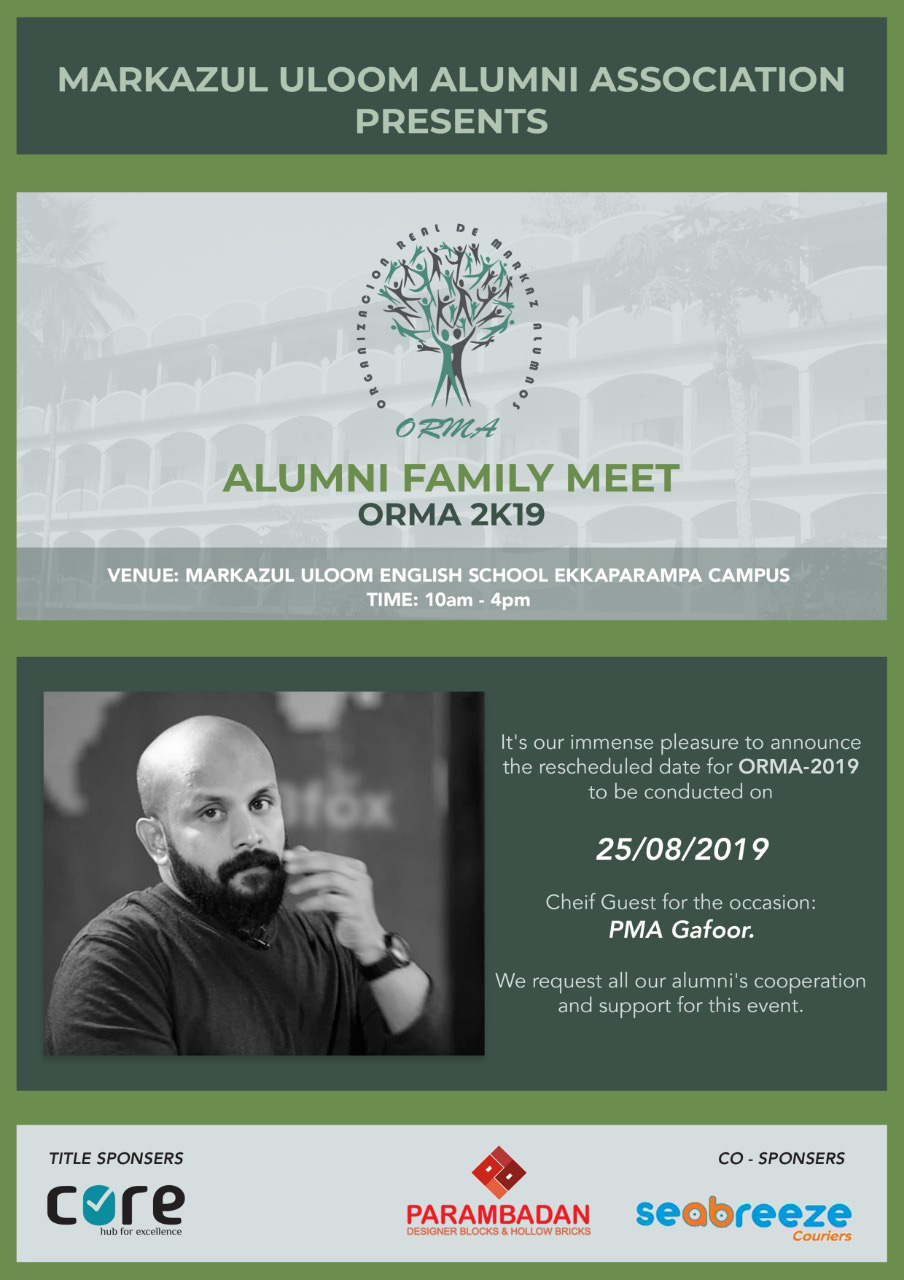 MARKAZUL ULOOM ALUMNI ASSOCIATION
PRESENTS
ORGANIZACION REAL DE MARKAZ ALUMNOS
ORMA
ALUMNI FAMILY MEET
ORMA 2K19
VENUE: MARKAZUL ULOOM ENGLISH SCHOOL EKKAPARAMPA CAMPUS
TIME: 10am - 4pm
It's our immense pleasure to announce
the rescheduled date for ORMA-2019
to be conducted on
25/08/2019
Cheif Guest for the occasion:
PMA Gafoor.
We request all our alumni's cooperation
and support for this event.
TITLE SPONSERS
core
hub for excellence
PARAMBADAN
DESIGNER BLOCKS & HOLLOW BRICKS
CO - SPONSERS
seabreeze
Couriers